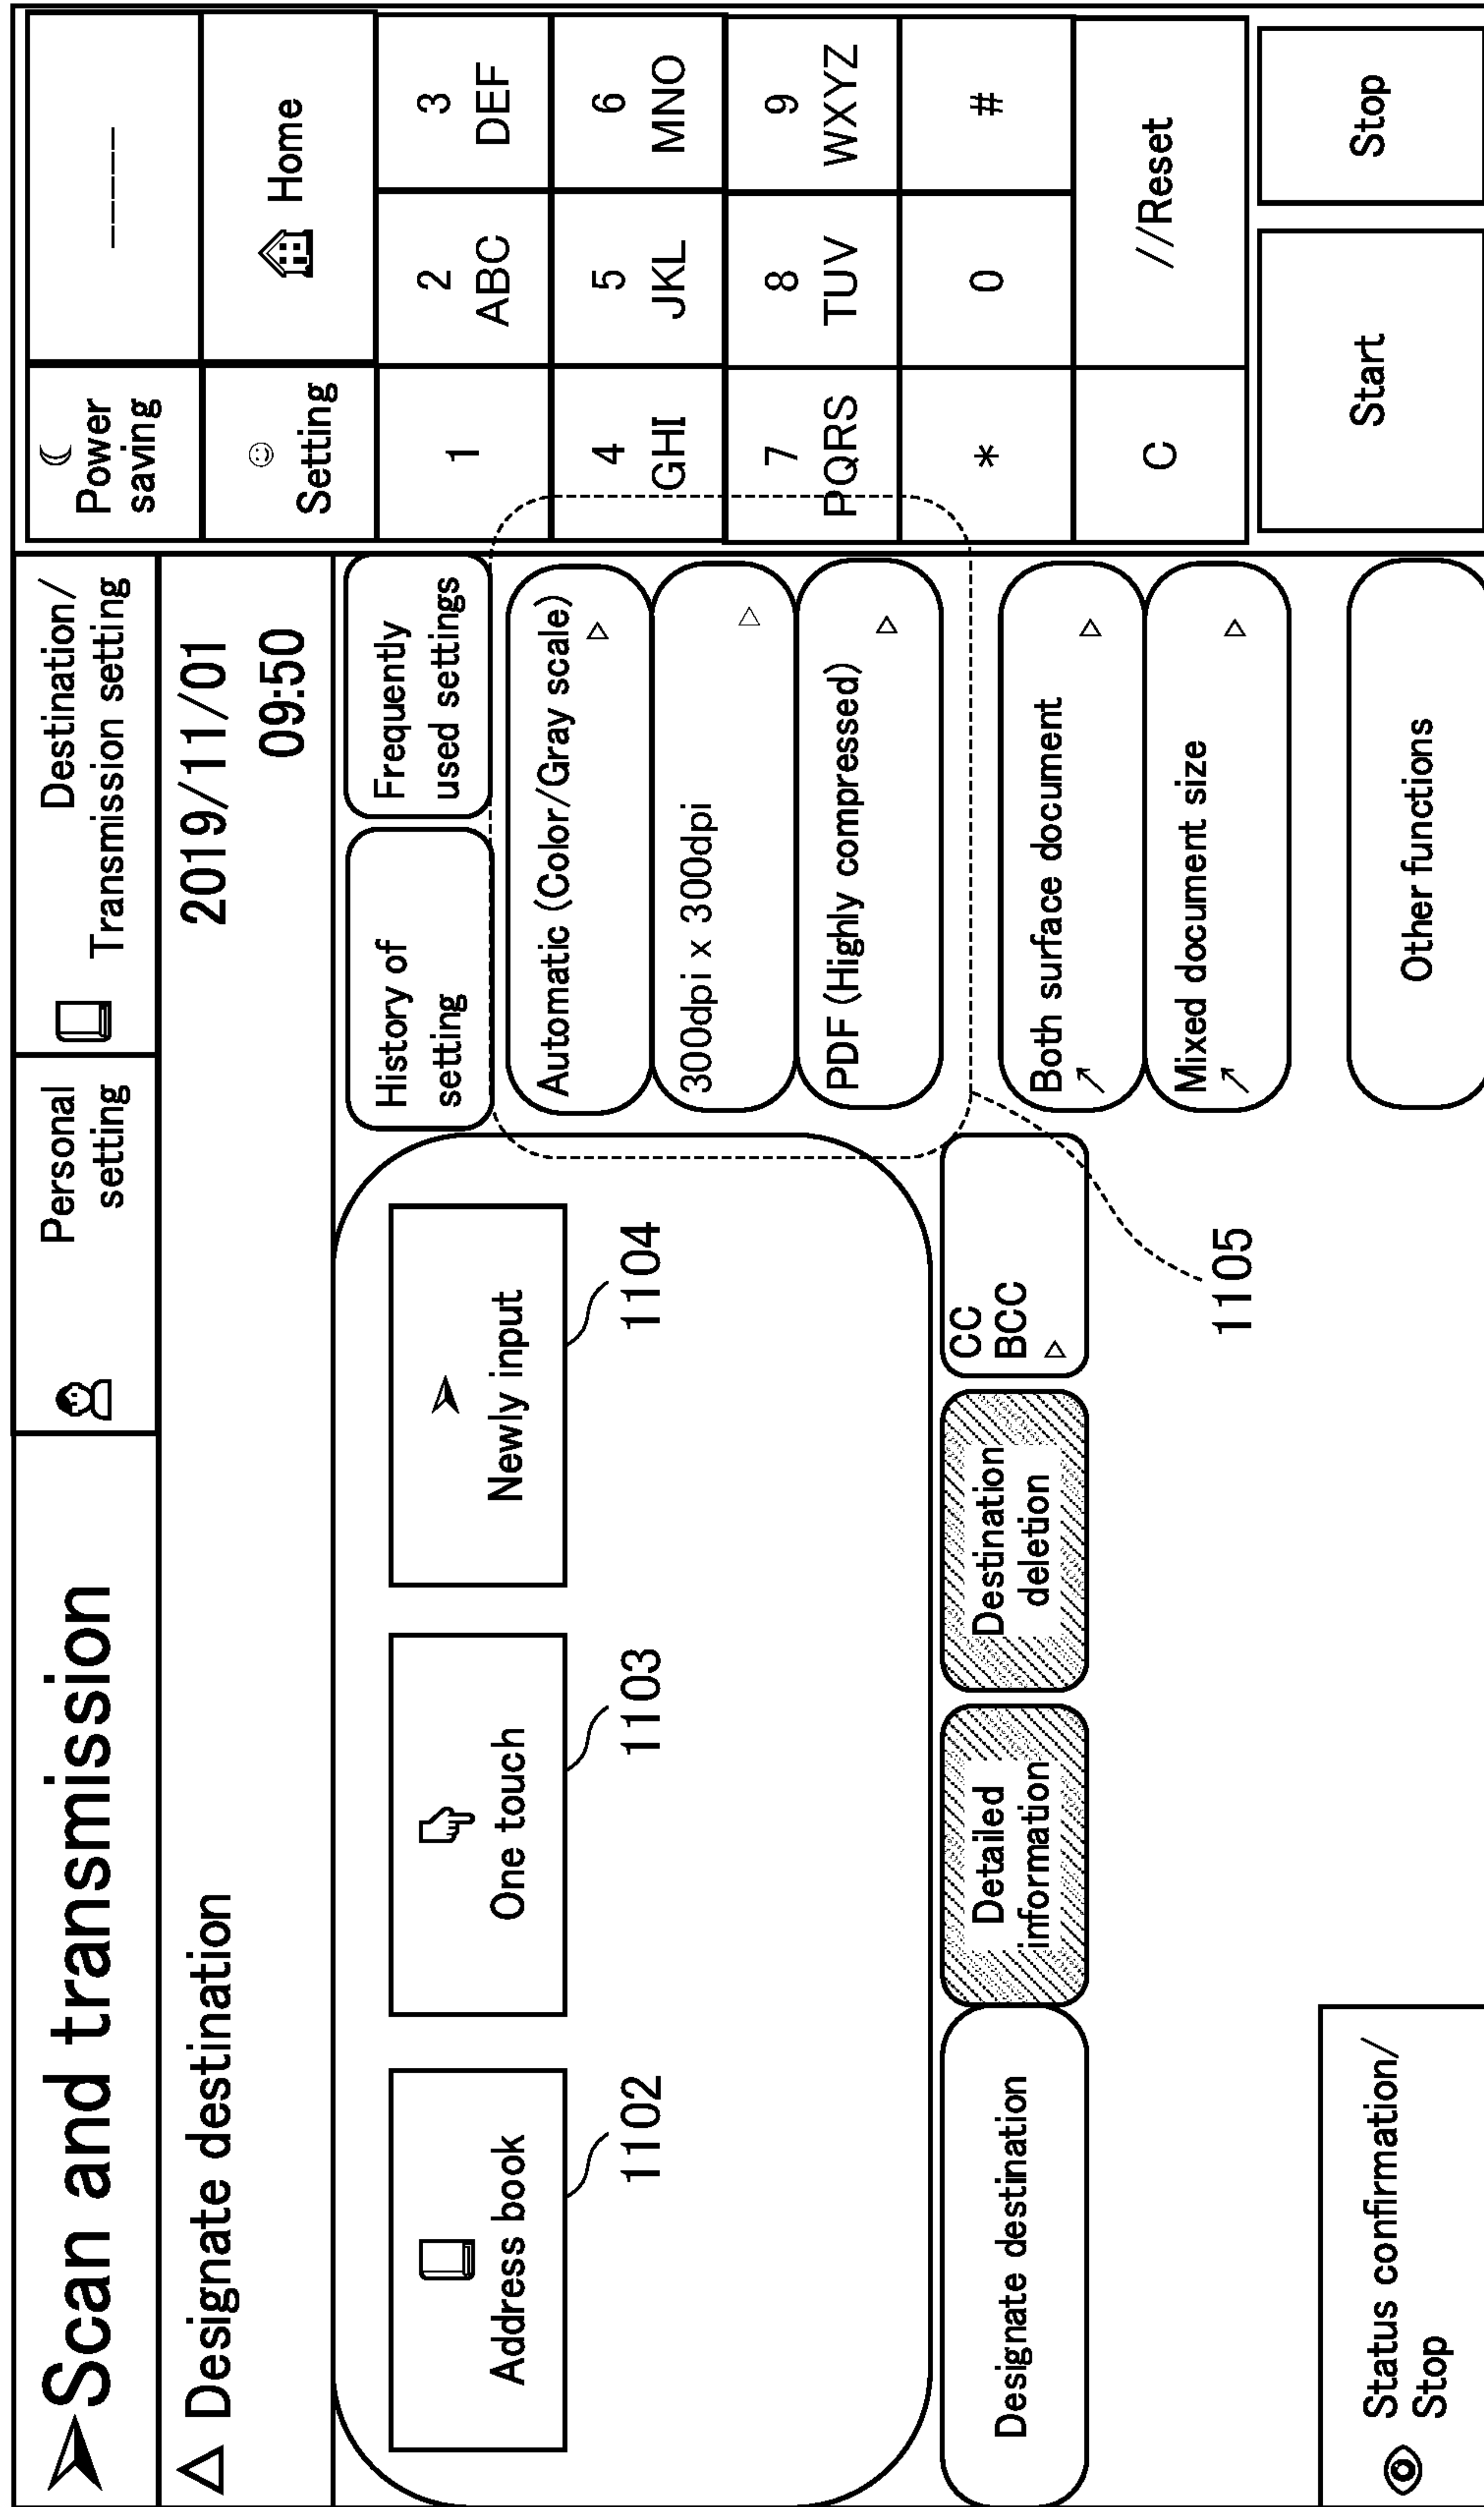 Scan and transmission
Personal
setting
Destination/
Transmission setting
Designate destination
2019/11/01
09:50
Address book
1102
One touch
1103
Newly input
1104
Designate destination
Detailed
information
Destination
deletion
CC
BCC
1105
Status confirmation/
Stop
History of
setting
Frequently
used settings
Automatic (Color/Gray scale)
300dpi x 300dpi
PDF (Highly compressed)
Both surface document
Mixed document size
Other functions
Power
saving
-----
Setting
Home
1
2
ABC
3
DEF
4
GHI
5
JKL
6
MNO
7
PQRS
8
TUV
9
WXYZ
*
0
#
C
//Reset
Start
Stop